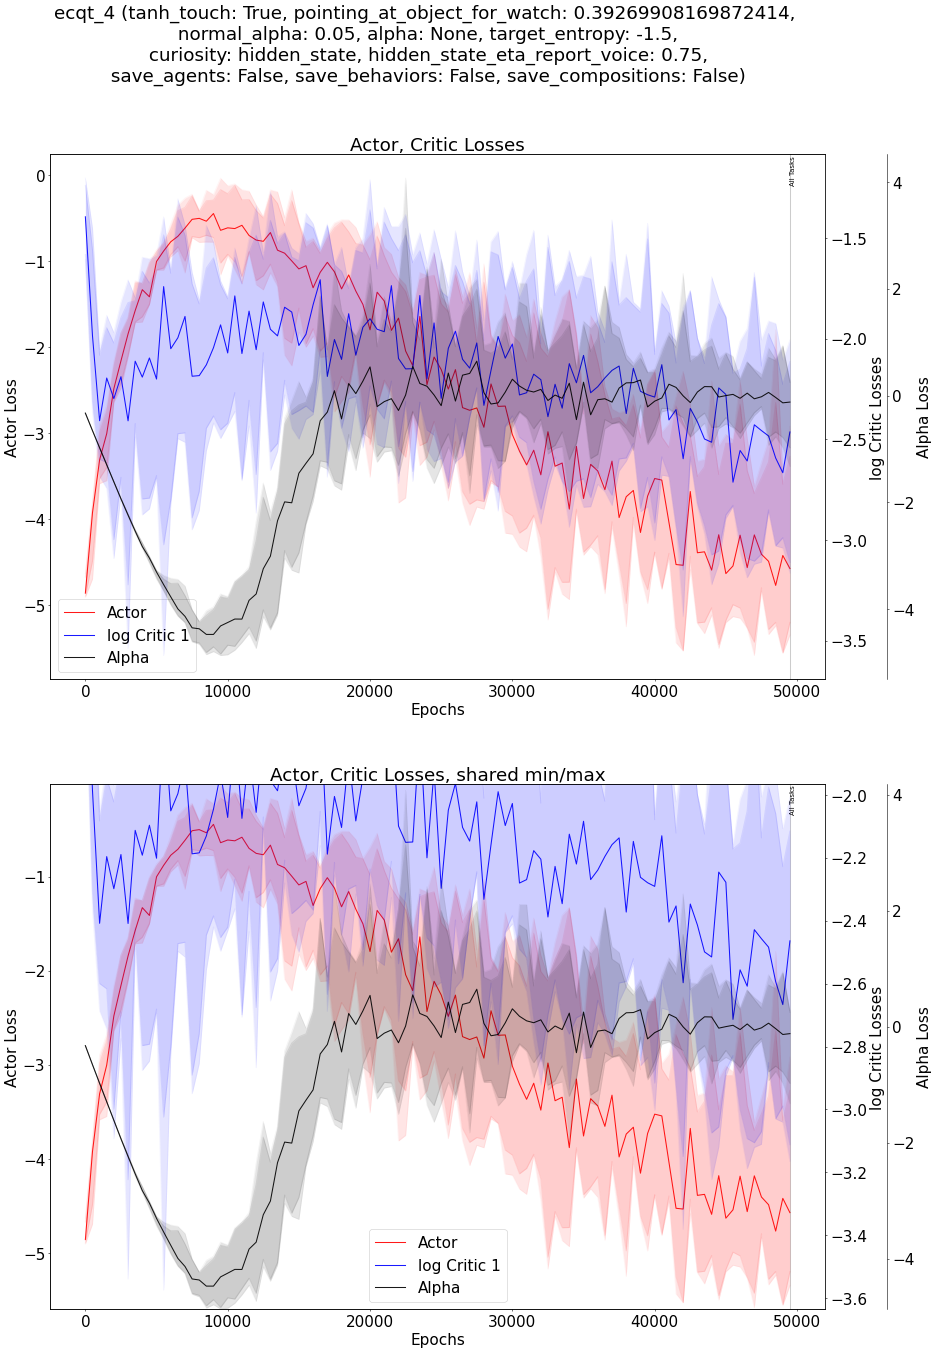 ecqt_4 (tanh_touch: True, pointing_at_object_for_watch: 0.39269908169872414,
normal_alpha: 0.05, alpha: None, target_entropy: -1.5,
curiosity: hidden_state, hidden_state_eta_report_voice: 0.75,
save_agents: False, save_behaviors: False, save_compositions: False)
Actor, Critic Losses
0
−1
−2
−3
−4
−5
Actor Loss
Actor
log Critic 1
Alpha
0
10000
20000
30000
40000
50000
Epochs
All Tasks
−1.5
−2.0
−2.5
−3.0
−3.5
log Critic Losses
4
2
0
−2
−4
Alpha Loss
Actor, Critic Losses, shared min/max
−1
−2
−3
−4
−5
Actor Loss
Actor
log Critic 1
Alpha
0
10000
20000
30000
40000
50000
Epochs
All Tasks
−2.0
−2.2
−2.4
−2.6
−2.8
−3.0
−3.2
−3.4
−3.6
log Critic Losses
4
2
0
−2
−4
Alpha Loss